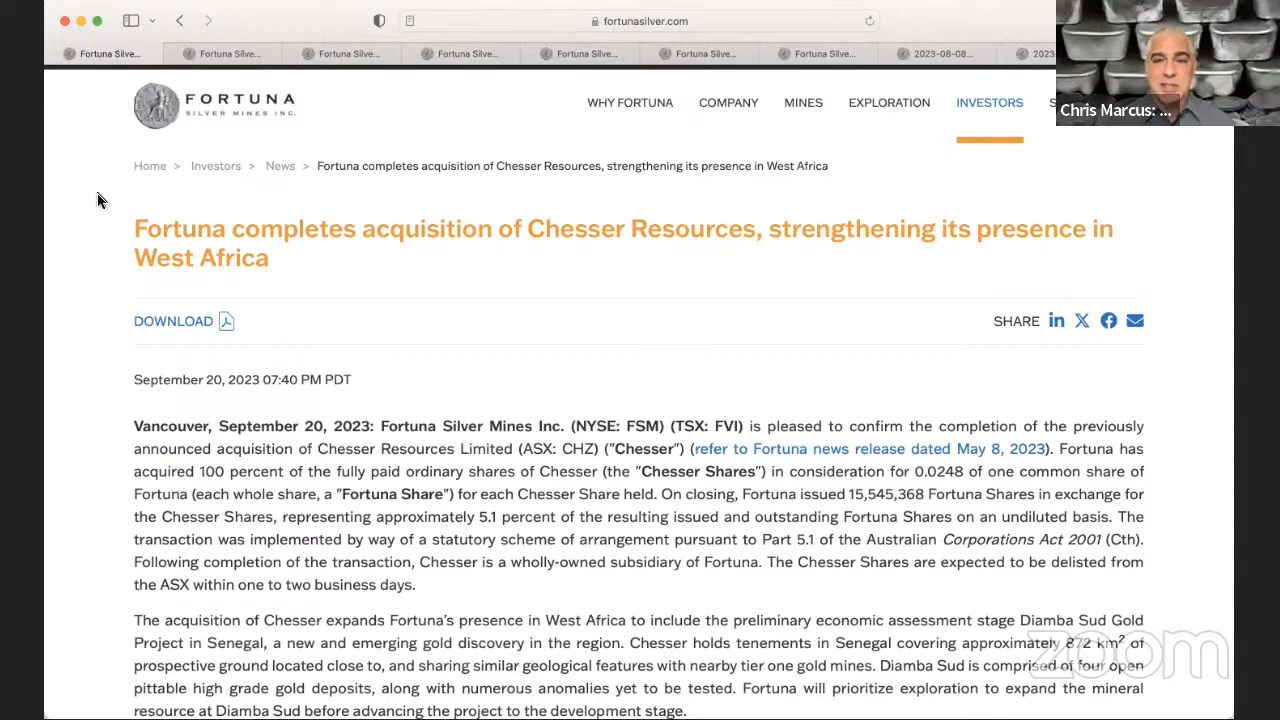 fortunasilver.com
Fortuna Silve...
Fortuna Silve...
Fortuna Silve...
Fortuna Silve...
Fortuna Silve...
Fortuna Silve...
Fortuna Silve...
2023-08-08...
2023
Chris Marcus: ...
FORTUNA
SILVER MINES INC.
WHY FORTUNA COMPANY MINES EXPLORATION INVESTORS S
Home > Investors > News > Fortuna completes acquisition of Chesser Resources, strengthening its presence in West Africa
Fortuna completes acquisition of Chesser Resources, strengthening its presence in
West Africa
DOWNLOAD
SHARE
September 20, 2023 07:40 PM PDT
Vancouver, September 20, 2023: Fortuna Silver Mines Inc. (NYSE: FSM) (TSX: FVI) is pleased to confirm the completion of the previously
announced acquisition of Chesser Resources Limited (ASX: CHZ) ("Chesser") (refer to Fortuna news release dated May 8, 2023). Fortuna has
acquired 100 percent of the fully paid ordinary shares of Chesser (the "Chesser Shares") in consideration for 0.0248 of one common share of
Fortuna (each whole share, a "Fortuna Share") for each Chesser Share held. On closing, Fortuna issued 15,545,368 Fortuna Shares in exchange for
the Chesser Shares, representing approximately 5.1 percent of the resulting issued and outstanding Fortuna Shares on an undiluted basis. The
transaction was implemented by way of a statutory scheme of arrangement pursuant to Part 5.1 of the Australian Corporations Act 2001 (Cth).
Following completion of the transaction, Chesser is a wholly-owned subsidiary of Fortuna. The Chesser Shares are expected to be delisted from
the ASX within one to two business days.
The acquisition of Chesser expands Fortuna's presence in West Africa to include the preliminary economic assessment stage Diamba Sud Gold
Project in Senegal, a new and emerging gold discovery in the region. Chesser holds tenements in Senegal covering approximately 872 km² of
prospective ground located close to, and sharing similar geological features with nearby tier one gold mines. Diamba Sud is comprised of four open
pittable high grade gold deposits, along with numerous anomalies yet to be tested. Fortuna will prioritize exploration to expand the mineral
resource at Diamba Sud before advancing the project to the development stage.
zoom